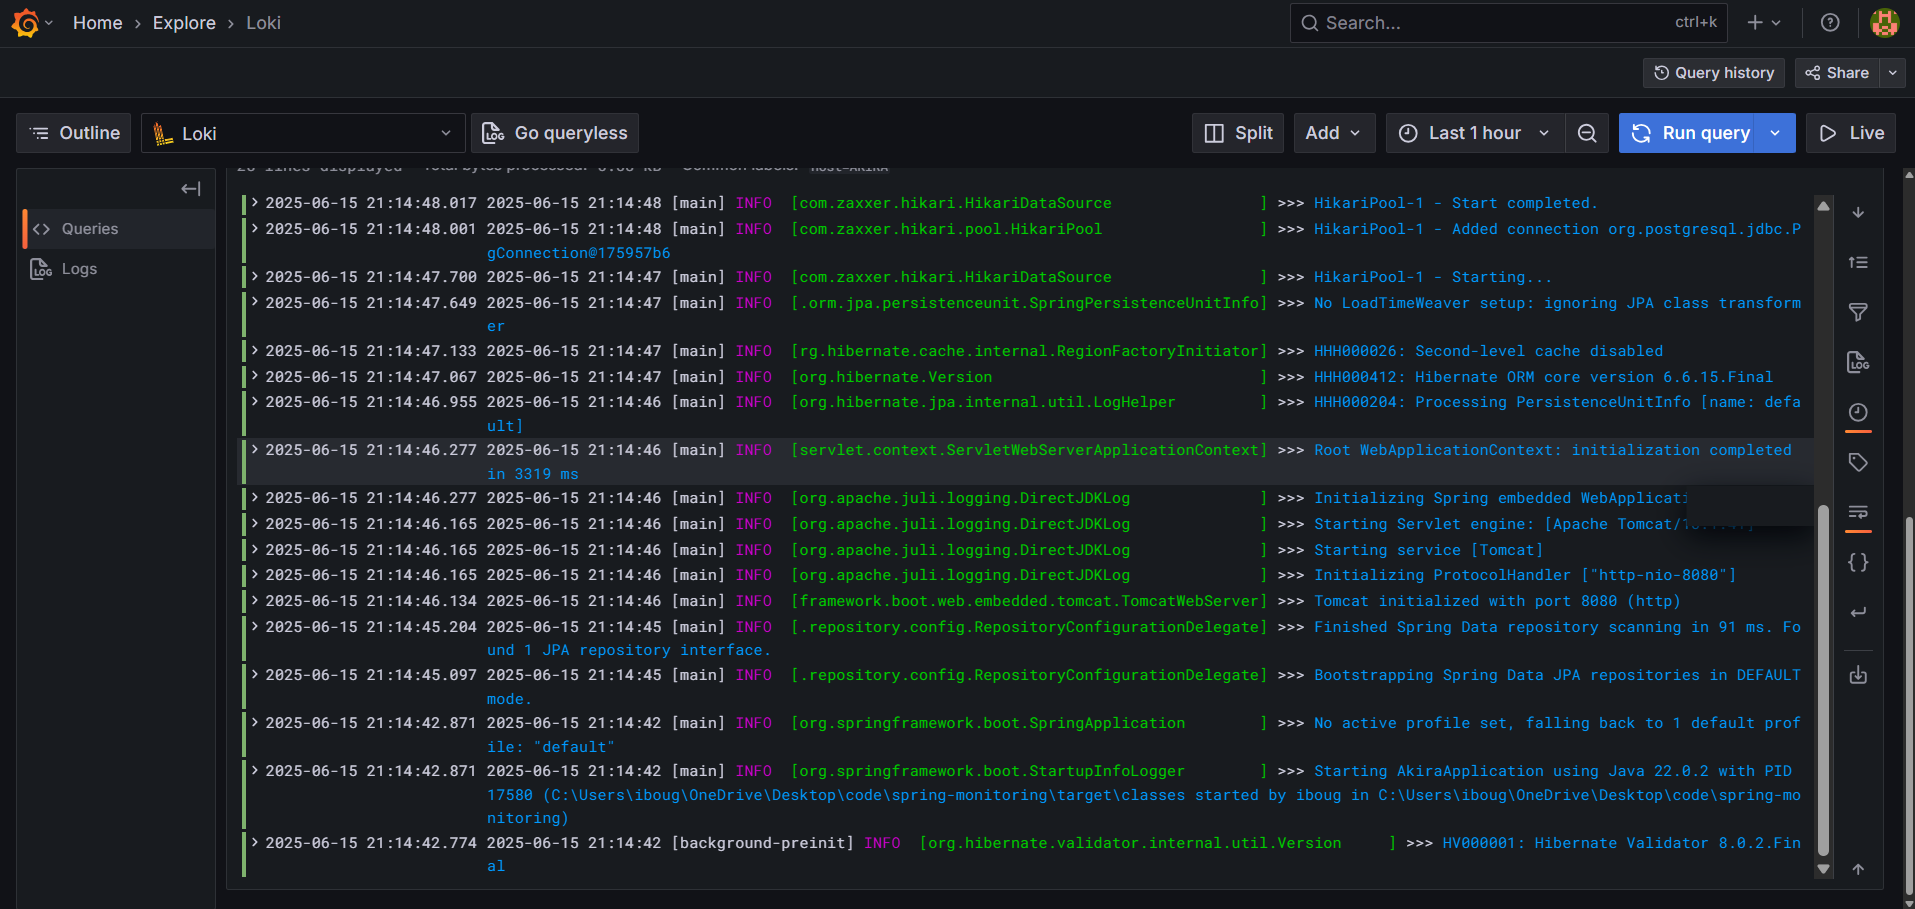 Home › Explore › Loki
Search... ctrl+k
Query history Share
Outline Loki Go queryless Split Add Last 1 hour Run query Live
Queries
Logs
2025-06-15 21:14:48.017 2025-06-15 21:14:48 [main] INFO [com.zaxxer.hikari.HikariDataSource ] >>> HikariPool-1 - Start completed.
2025-06-15 21:14:48.001 2025-06-15 21:14:48 [main] INFO [com.zaxxer.hikari.pool.HikariPool ] >>> HikariPool-1 - Added connection org.postgresql.jdbc.P
gConnection@175957b6
2025-06-15 21:14:47.700 2025-06-15 21:14:47 [main] INFO [com.zaxxer.hikari.HikariDataSource ] >>> HikariPool-1 - Starting...
2025-06-15 21:14:47.649 2025-06-15 21:14:47 [main] INFO [.orm.jpa.persistenceunit.SpringPersistenceUnitInfo] >>> No LoadTimeWeaver setup: ignoring JPA class transform
er
2025-06-15 21:14:47.133 2025-06-15 21:14:47 [main] INFO [rg.hibernate.cache.internal.RegionFactoryInitiator] >>> HHH000026: Second-level cache disabled
2025-06-15 21:14:47.067 2025-06-15 21:14:47 [main] INFO [org.hibernate.Version ] >>> HHH000412: Hibernate ORM core version 6.6.15.Final
2025-06-15 21:14:46.955 2025-06-15 21:14:46 [main] INFO [org.hibernate.jpa.internal.util.LogHelper ] >>> HHH000204: Processing PersistenceUnitInfo [name: defa
ult]
2025-06-15 21:14:46.277 2025-06-15 21:14:46 [main] INFO [servlet.context.ServletWebServerApplicationContext] >>> Root WebApplicationContext: initialization completed
in 3319 ms
2025-06-15 21:14:46.277 2025-06-15 21:14:46 [main] INFO [org.apache.juli.logging.DirectJDKLog ] >>> Initializing Spring embedded
2025-06-15 21:14:46.165 2025-06-15 21:14:46 [main] INFO [org.apache.juli.logging.DirectJDKLog ] >>> Starting Servlet engine: [Apache
2025-06-15 21:14:46.165 2025-06-15 21:14:46 [main] INFO [org.apache.juli.logging.DirectJDKLog ] >>> Starting service [Tomcat]
2025-06-15 21:14:46.165 2025-06-15 21:14:46 [main] INFO [org.apache.juli.logging.DirectJDKLog ] >>> Initializing ProtocolHandler ["http-nio-8080"]
2025-06-15 21:14:46.134 2025-06-15 21:14:46 [main] INFO [framework.boot.web.embedded.tomcat.TomcatWebServer] >>> Tomcat initialized with port 8080 (http)
2025-06-15 21:14:45.204 2025-06-15 21:14:45 [main] INFO [.repository.config.RepositoryConfigurationDelegate] >>> Finished Spring Data repository scanning in 91 ms. Fo
und 1 JPA repository interface.
2025-06-15 21:14:45.097 2025-06-15 21:14:45 [main] INFO [.repository.config.RepositoryConfigurationDelegate] >>> Bootstrapping Spring Data JPA repositories in DEFAULT
mode.
2025-06-15 21:14:42.871 2025-06-15 21:14:42 [main] INFO [org.springframework.boot.SpringApplication ] >>> No active profile set, falling back to 1 default prof
ile: "default"
2025-06-15 21:14:42.871 2025-06-15 21:14:42 [main] INFO [org.springframework.boot.StartupInfoLogger ] >>> Starting AkiraApplication using Java 22.0.2 with PID
17580 (C:\Users\iboug\OneDrive\Desktop\code\spring-monitoring\target\classes started by iboug in C:\Users\iboug\OneDrive\Desktop\code\spring-mo
nitoring)
2025-06-15 21:14:42.774 2025-06-15 21:14:42 [background-preinit] INFO [org.hibernate.validator.internal.util.Version ] >>> HV000001: Hibernate Validator 8.0.2.Fin
al